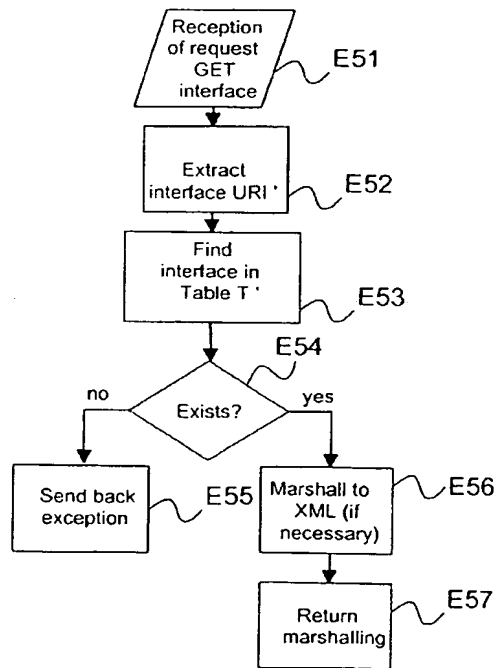 Reception
of request
GET
interface
E51
Extract
interface URI '
E52
Find
interface in
Table T '
E53
E54
no
Exists?
yes
Send back
exception
E55
Marshall to
XML (if
necessary)
E56
Return
marshalling
E57